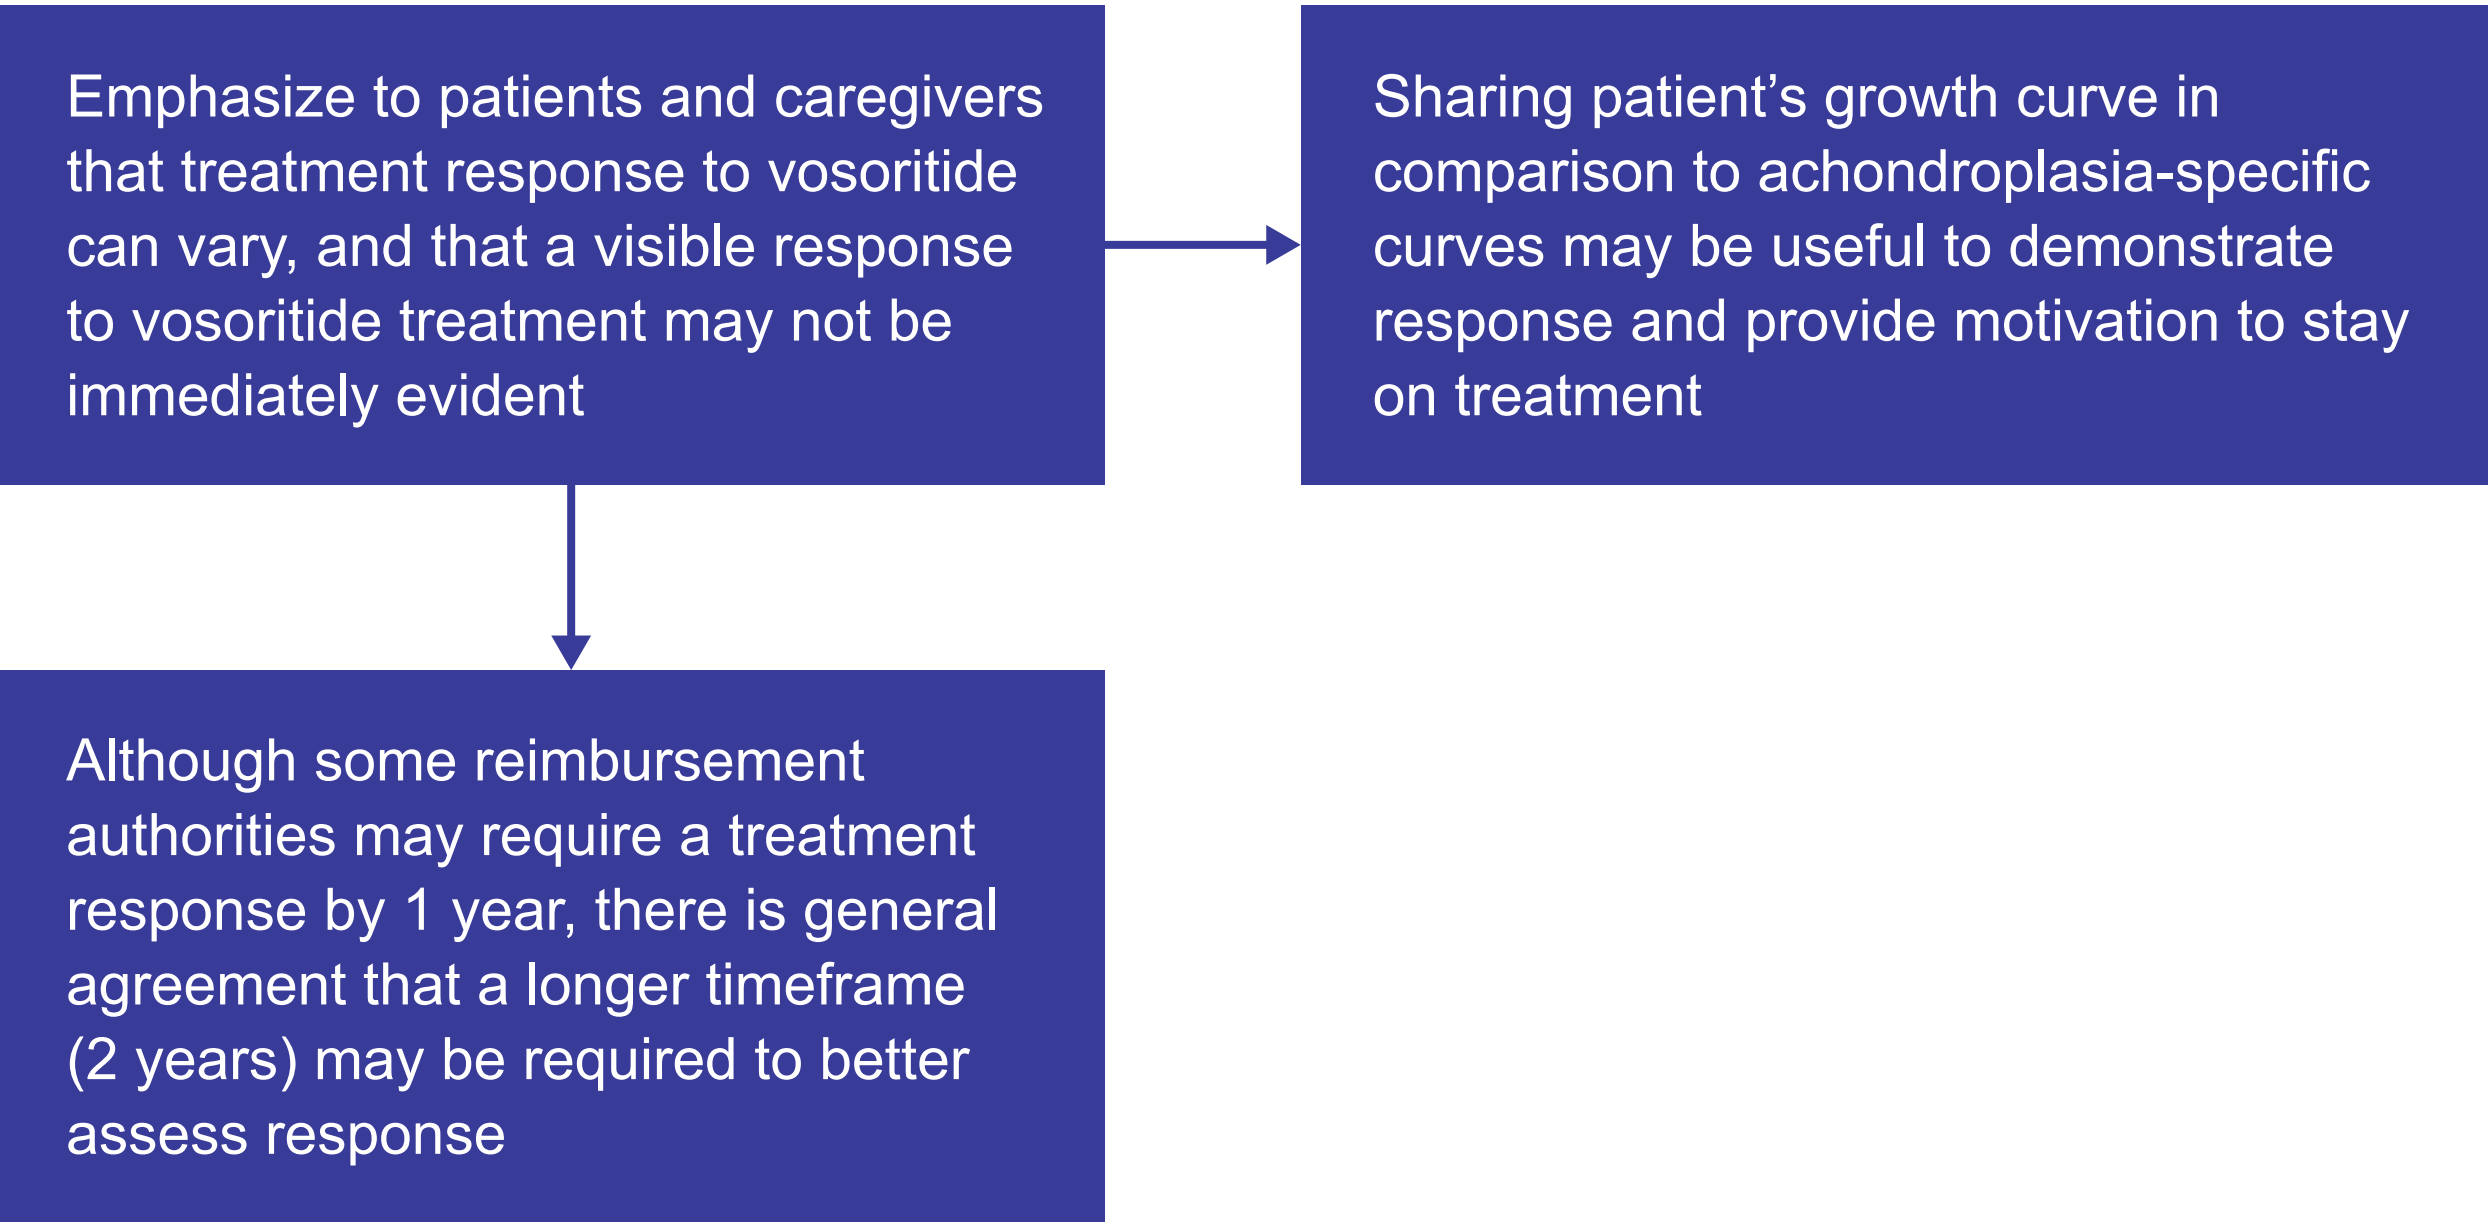 Emphasize to patients and caregivers
that treatment response to vosoritide
can vary, and that a visible response
to vosoritide treatment may not be
immediately evident
Sharing patient’s growth curve in
comparison to achondroplasia-specific
curves may be useful to demonstrate
response and provide motivation to stay
on treatment
Although some reimbursement
authorities may require a treatment
response by 1 year, there is general
agreement that a longer timeframe
(2 years) may be required to better
assess response